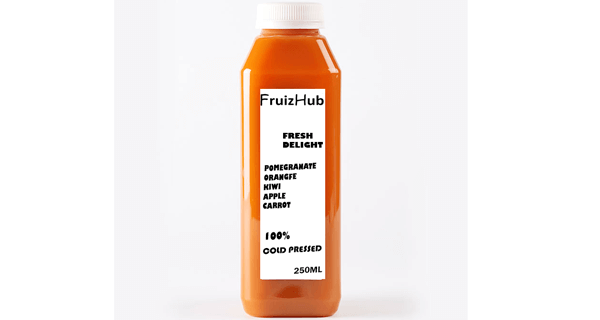 FruizHub
FRESH
DELIGHT
POMEGRANATE
ORANGFE
KIWI
APPLE
CARROT
100%
COLD PRESSED
250ML